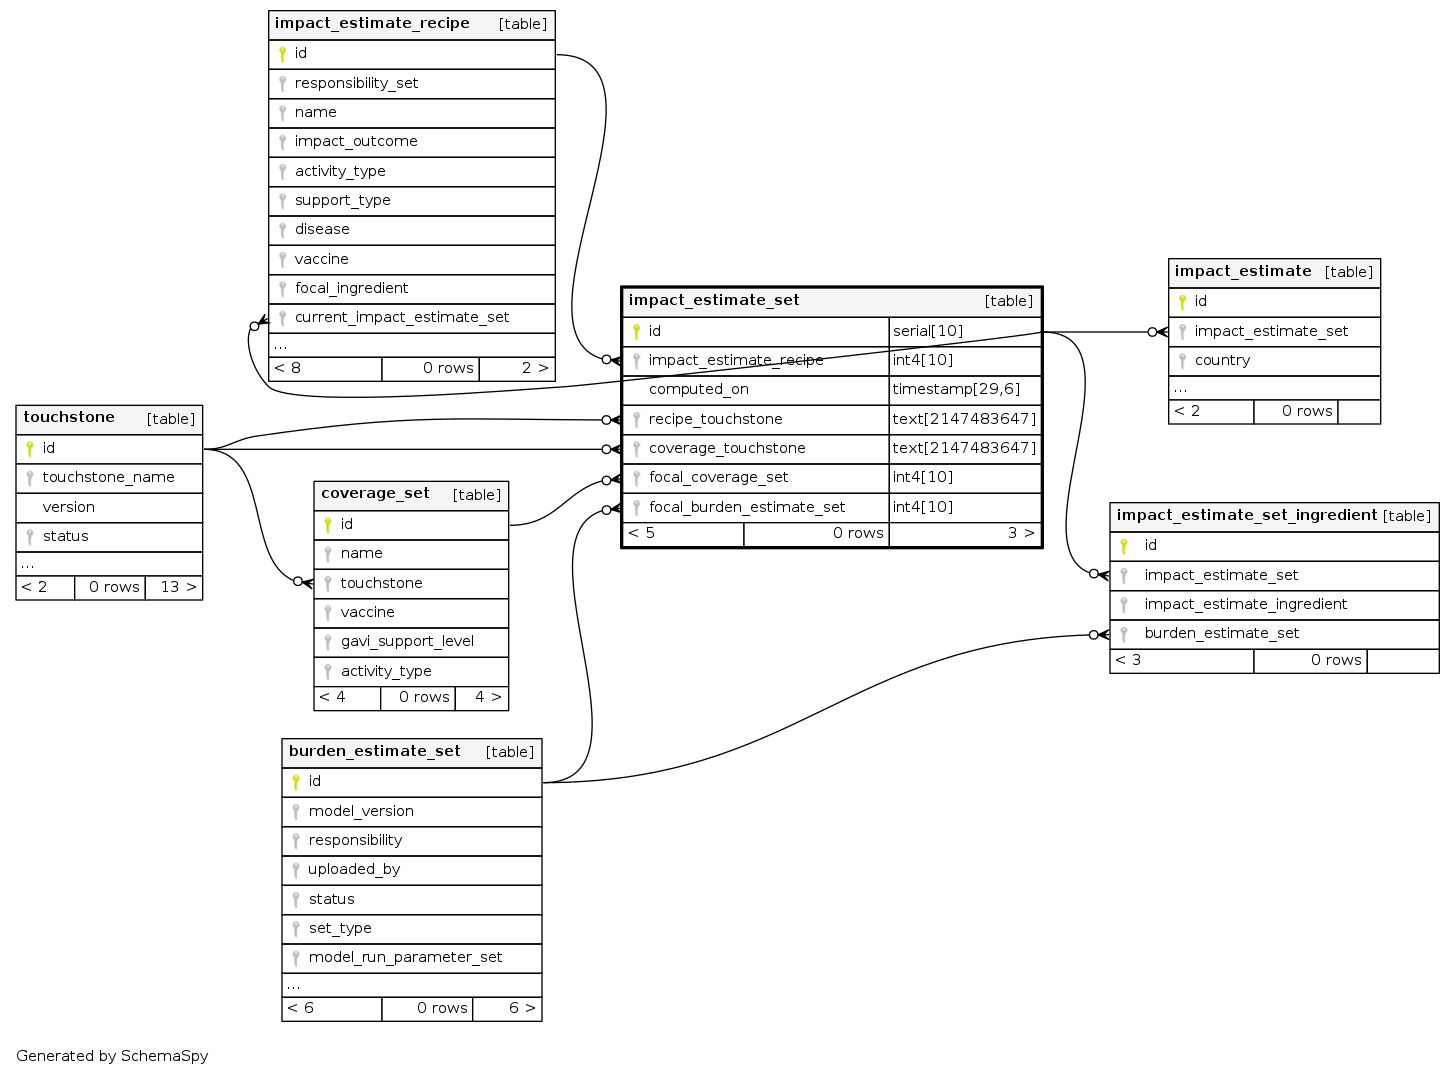 impact_estimate_recipe [table]
id
responsibility_set
name
impact_outcome
activity_type
support_type
disease
vaccine
focal_ingredient
current_impact_estimate_set
...
< 8 0 rows 2 >
impact_estimate [table]
id
impact_estimate_set
country
...
< 2 0 rows
impact_estimate_set [table]
id serial[10]
impact_estimate_recipe int4[10]
computed_on timestamp[29,6]
recipe_touchstone text[2147483647]
coverage_touchstone text[2147483647]
focal_coverage_set int4[10]
focal_burden_estimate_set int4[10]
< 5 0 rows 3 >
touchstone [table]
id
touchstone_name
version
status
...
< 2 0 rows 13 >
coverage_set [table]
id
name
touchstone
vaccine
gavi_support_level
activity_type
< 4 0 rows 4 >
impact_estimate_set_ingredient [table]
id
impact_estimate_set
impact_estimate_ingredient
burden_estimate_set
< 3 0 rows
burden_estimate_set [table]
id
model_version
responsibility
uploaded_by
status
set_type
model_run_parameter_set
...
< 6 0 rows 6 >
Generated by SchemaSpy